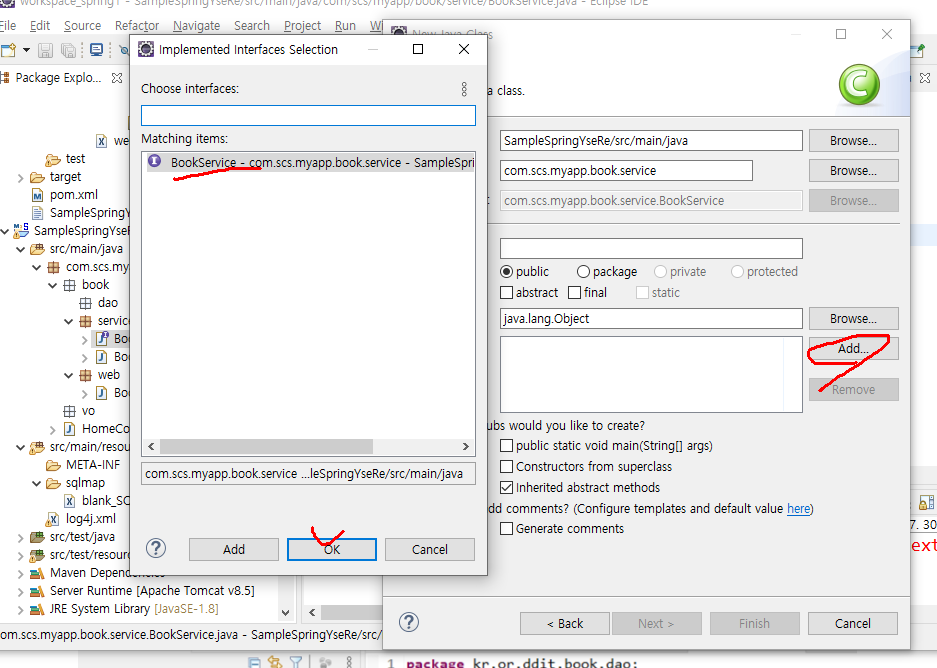 workspace_spring1 - SampleSpringYseRe/src/main/java/com/scs/myapp/book/service/BookService.java - Eclipse IDE
File Edit Source Refactor Navigate Search Project Run
Package Explo...
test
target
pom.xml
SampleSpringY
SampleSpringYseR
src/main/java
com.scs.mya
book
dao
service
Bo
Bo
web
Bo
vo
HomeCo
src/main/resou
META-INF
sqlmap
blank_SC
log4j.xml
src/test/java
src/test/resour
Maven Dependencies
Server Runtime [Apache Tomcat v8.5]
JRE System Library [JavaSE-1.8]
om.scs.myapp.book.service.BookService.java - SampleSpringYseRe/src/
Implemented Interfaces Selection
Choose interfaces:
Matching items:
BookService - com.scs.myapp.book.service - SampleSpri
com.scs.myapp.book.service ...leSpringYseRe/src/main/java
Add
OK
Cancel
New Java Class
a class.
SampleSpringYseRe/src/main/java
Browse...
com.scs.myapp.book.service
Browse...
com.scs.myapp.book.service.BookService
Browse...
public package private protected
abstract final static
java.lang.Object
Browse...
Add...
Remove
ubs would you like to create?
public static void main(String[] args)
Constructors from superclass
Inherited abstract methods
dd comments? (Configure templates and default value here)
Generate comments
< Back
Next >
Finish
Cancel
7. 30
ext
1 package kr.or.ddit.book.dao;